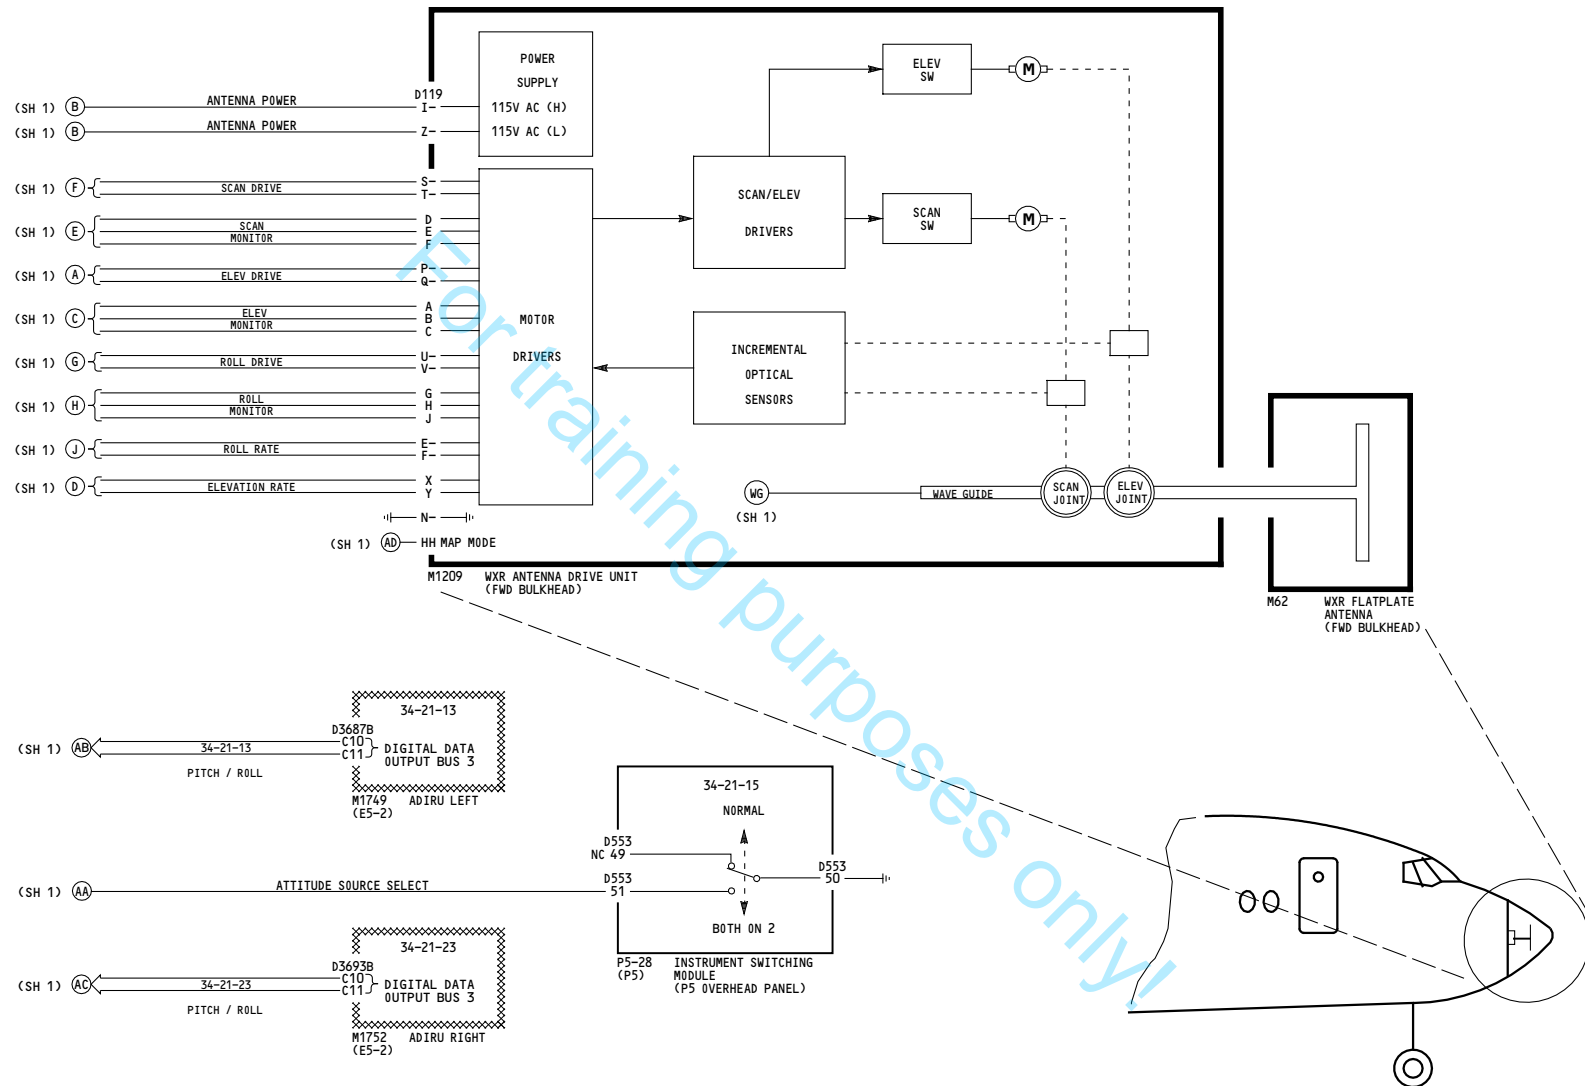 POWER
SUPPLY
D119
(SH 1) B ANTENNA POWER I- 115V AC (H)
(SH 1) B ANTENNA POWER Z- 115V AC (L)
ELEV
SW
M
(SH 1) F SCAN DRIVE S-
T-
(SH 1) E SCAN
MONITOR
D
E
F
(SH 1) A ELEV DRIVE P-
Q-
(SH 1) C ELEV
MONITOR
A
B
C
(SH 1) G ROLL DRIVE U-
V-
(SH 1) H ROLL
MONITOR
G
H
J
(SH 1) J ROLL RATE E-
F-
(SH 1) D ELEVATION RATE X
Y
N-
(SH 1) AD HH MAP MODE
MOTOR
DRIVERS
SCAN/ELEV
DRIVERS
SCAN
SW
M
INCREMENTAL
OPTICAL
SENSORS
WG
(SH 1)
WAVE GUIDE
SCAN
JOINT
ELEV
JOINT
M1209 WXR ANTENNA DRIVE UNIT
(FWD BULKHEAD)
M62 WXR FLATPLATE
ANTENNA
(FWD BULKHEAD)
34-21-13
D3687B
C10
C11
DIGITAL DATA
OUTPUT BUS 3
(SH 1) AB 34-21-13
PITCH / ROLL
M1749 ADIRU LEFT
(E5-2)
34-21-15
NORMAL
D553
NC 49
D553
50
D553
51
(SH 1) AA ATTITUDE SOURCE SELECT
BOTH ON 2
P5-28 INSTRUMENT SWITCHING
(P5) MODULE
(P5 OVERHEAD PANEL)
34-21-23
D3693B
C10
C11
DIGITAL DATA
OUTPUT BUS 3
(SH 1) AC 34-21-23
PITCH / ROLL
M1752 ADIRU RIGHT
(E5-2)
For training purposes only!